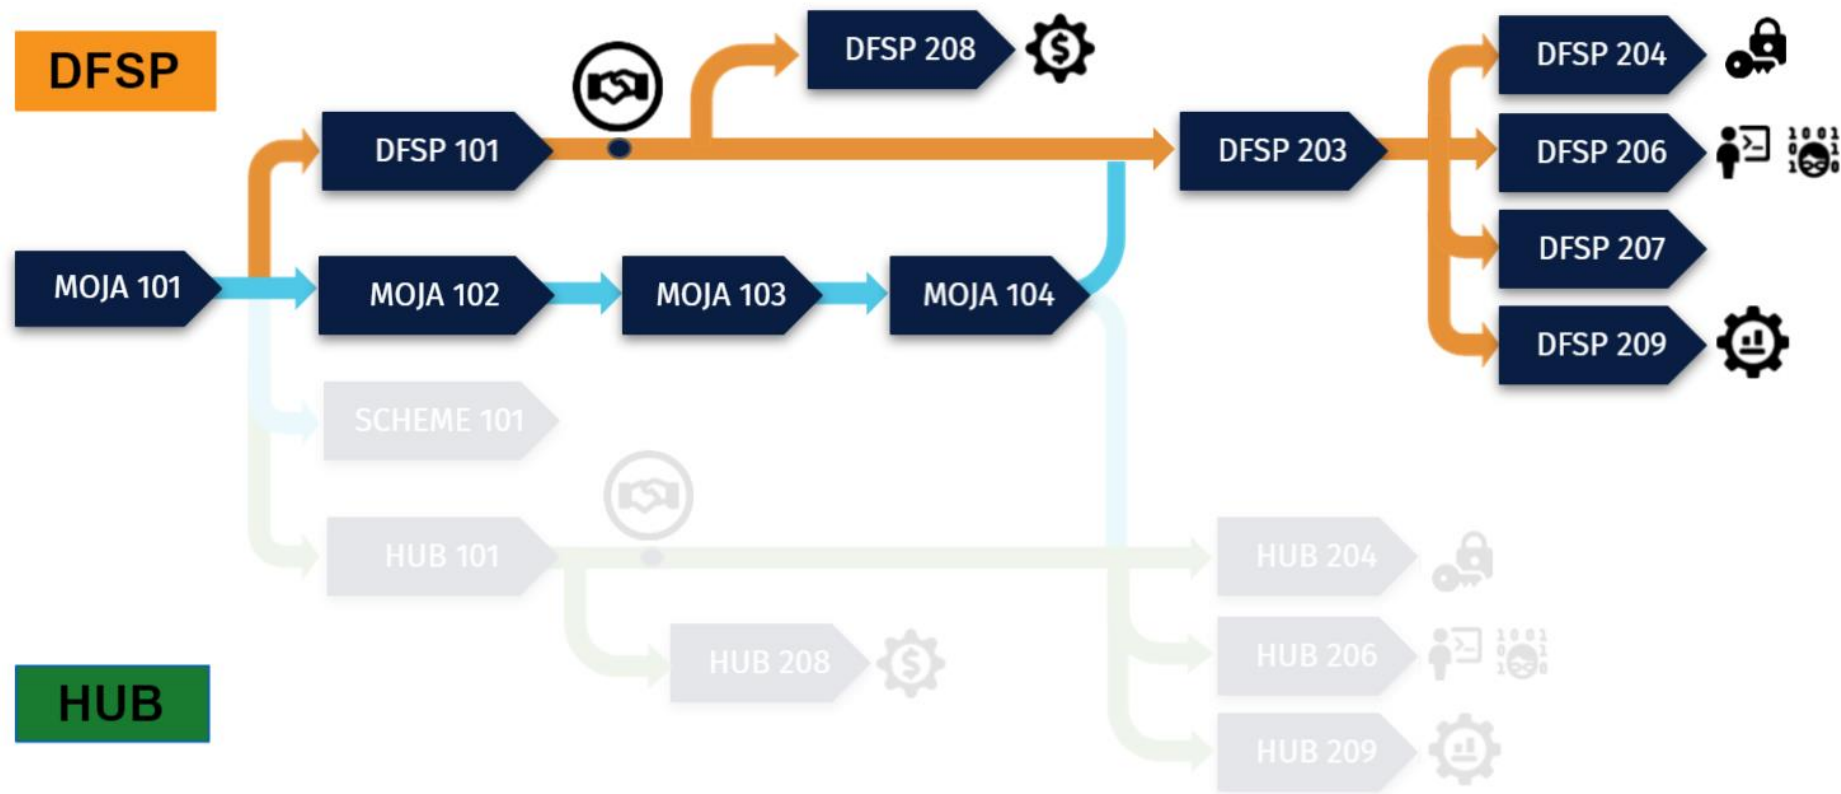 DFSP
DFSP 208
DFSP 204
DFSP 101
DFSP 203
DFSP 206
DFSP 207
MOJA 101
MOJA 102
MOJA 103
MOJA 104
DFSP 209
SCHEME 101
HUB 101
HUB 204
HUB 208
HUB 206
HUB
HUB 209